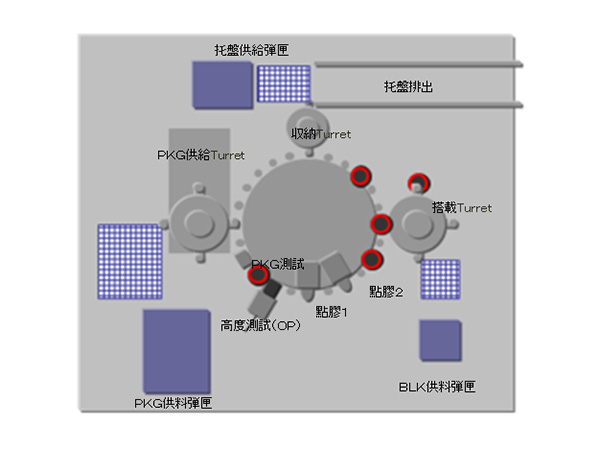 托盤供給彈匣
托盤排出
収納Turret
PKG供給Turret
搭載Turret
PKG測試
點膠2
點膠1
高度測試(OP)
BLK供料彈匣
PKG供料彈匣